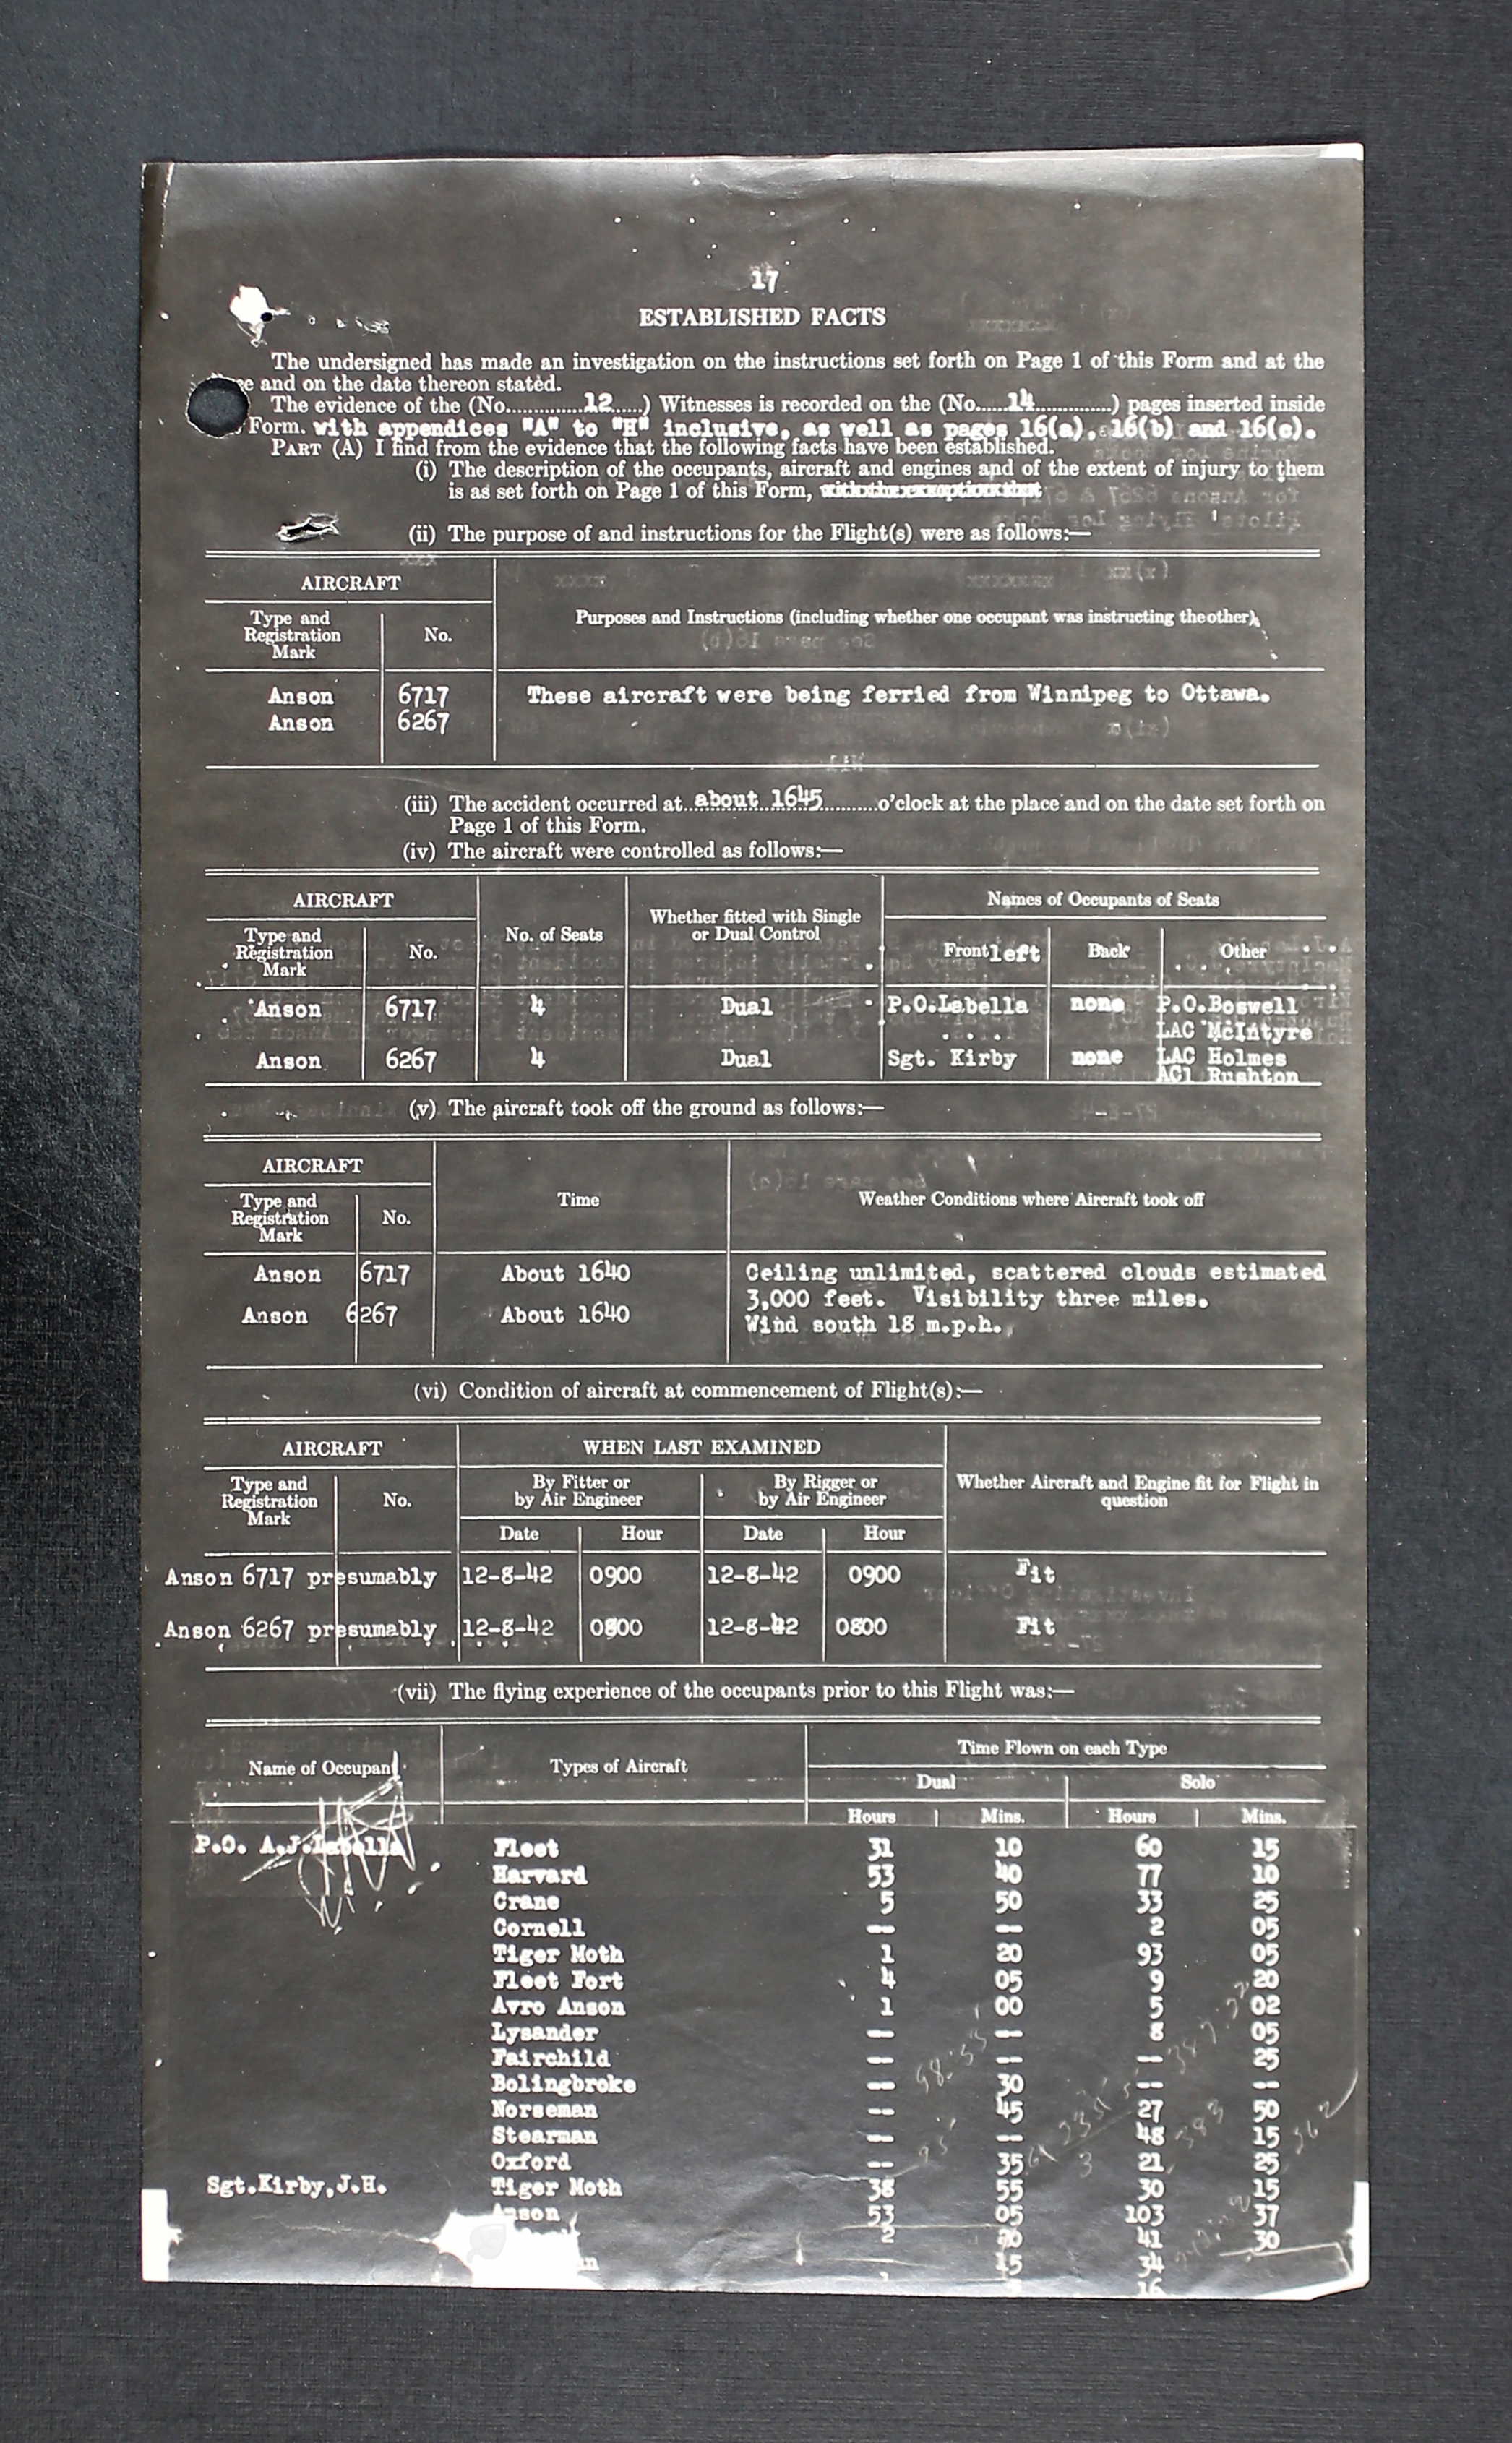 17
ESTABLISHED FACTS
The undersigned has made an investigation on the instructions set forth on Page 1 of this Form and at the
and on the date thereon stated.
The evidence of the (No.............12.....) Witnesses is recorded on the (No.....14............) pages inserted inside
Form. with appendices "A" to "H" inclusive, as well as pages 16(a), 16(b) and 16(c).
PART (A) I find from the evidence that the following facts have been established.
(i) The description of the occupants, aircraft and engines and of the extent of injury to them
is as set forth on Page 1 of this Form,
(ii) The purpose of and instructions for the Flight(s) were as follows:—
AIRCRAFT
Type and Registration Mark No. Purposes and Instructions (including whether one occupant was instructing the other).
Anson 6717 These aircraft were being ferried from Winnipeg to Ottawa.
Anson 6267
(iii) The accident occurred at..about 1645..........o'clock at the place and on the date set forth on
Page 1 of this Form.
(iv) The aircraft were controlled as follows:—
AIRCRAFT No. of Seats Whether fitted with Single or Dual Control Names of Occupants of Seats
Type and Registration Mark No. Front left Back Other
Anson 6717 4 Dual P.O.Labella none P.O.Boswell
LAC McIntyre
Anson 6267 4 Dual Sgt. Kirby none LAC Holmes
AC1 Rushton
(v) The aircraft took off the ground as follows:—
AIRCRAFT
Type and Registration Mark No. Time Weather Conditions where Aircraft took off
Anson 6717 About 1640 Ceiling unlimited, scattered clouds estimated
3,000 feet. Visibility three miles.
Anson 6267 About 1640 Wind south 18 m.p.h.
(vi) Condition of aircraft at commencement of Flight(s):—
AIRCRAFT WHEN LAST EXAMINED
Type and Registration Mark No. By Fitter or by Air Engineer By Rigger or by Air Engineer Whether Aircraft and Engine fit for Flight in question
Date Hour Date Hour
Anson 6717 presumably 12-8-42 0900 12-8-42 0900 Fit
Anson 6267 presumably 12-8-42 0800 12-8-42 0800 Fit
(vii) The flying experience of the occupants prior to this Flight was:—
Name of Occupant Types of Aircraft Time Flown on each Type
Dual Solo
Hours Mins. Hours Mins.
P.O. A.J.Labella Fleet 31 10 60 15
Harvard 53 40 77 10
Crane 5 50 33 25
Cornell — — 2 05
Tiger Moth 1 20 93 05
Fleet Fort 4 05 9 20
Avro Anson 1 00 5 02
Lysander — — 8 05
Fairchild — — — 25
Bolingbroke — 30 — —
Norseman — 45 27 50
Stearman — — 48 15
Oxford — 35 21 25
Sgt.Kirby,J.H. Tiger Moth 38 55 30 15
53 05 103 37
2 41 30
15 34
16